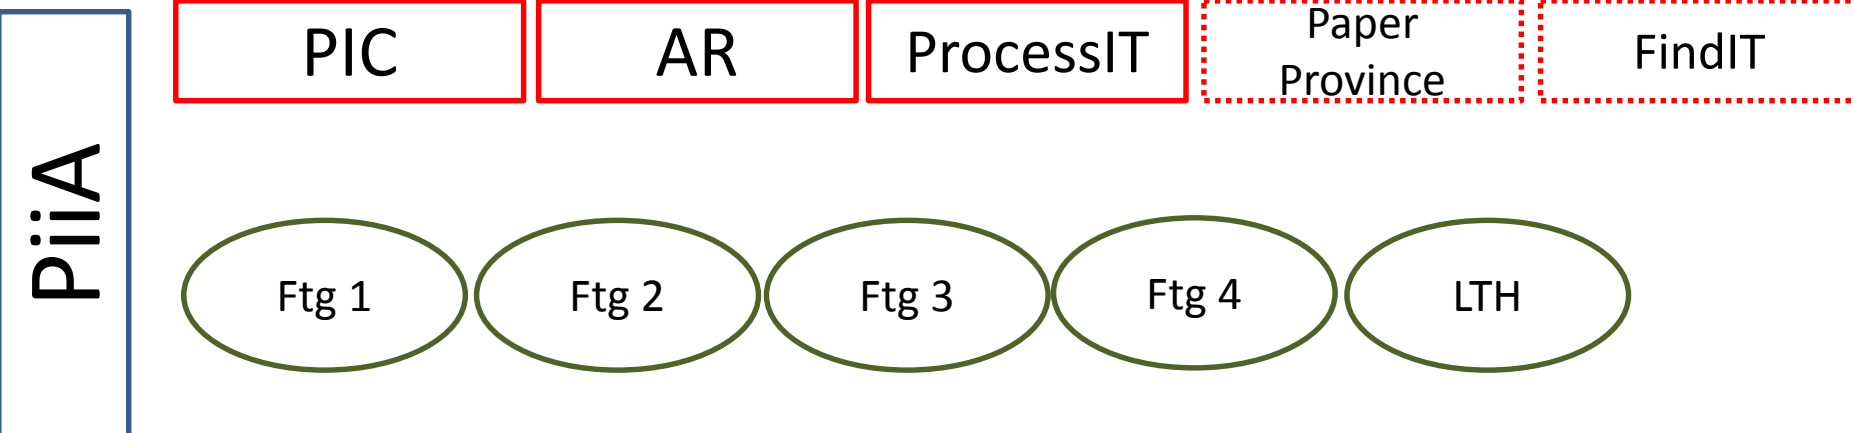 PIC
AR
ProcessIT
Paper
Province
FindIT
PiiA
Ftg 1
Ftg 2
Ftg 3
Ftg 4
LTH